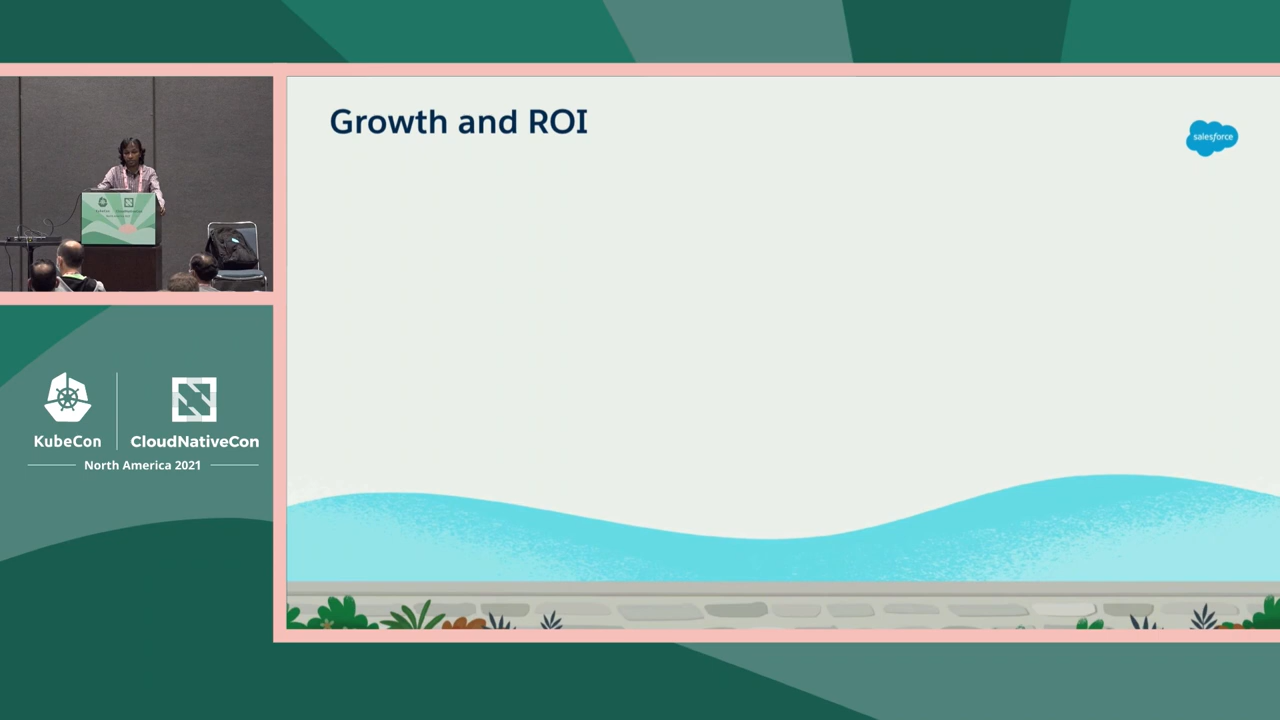 Growth and ROI
salesforce
KubeCon
CloudNativeCon
North America 2021